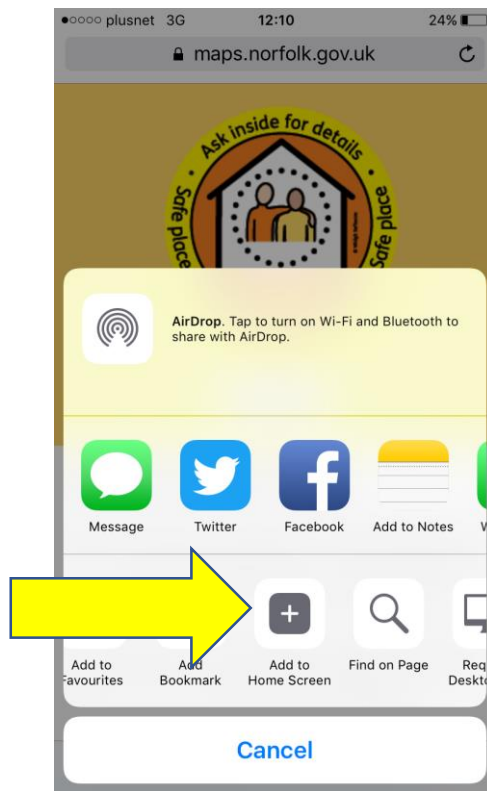 plusnet 3G 12:10 24%
maps.norfolk.gov.uk
Ask inside for details
Safe place
Safe place
AirDrop. Tap to turn on Wi-Fi and Bluetooth to
share with AirDrop.
Message Twitter Facebook Add to Notes
Add to Add Add to Find on Page Req
Favourites Bookmark Home Screen Deskto
Cancel